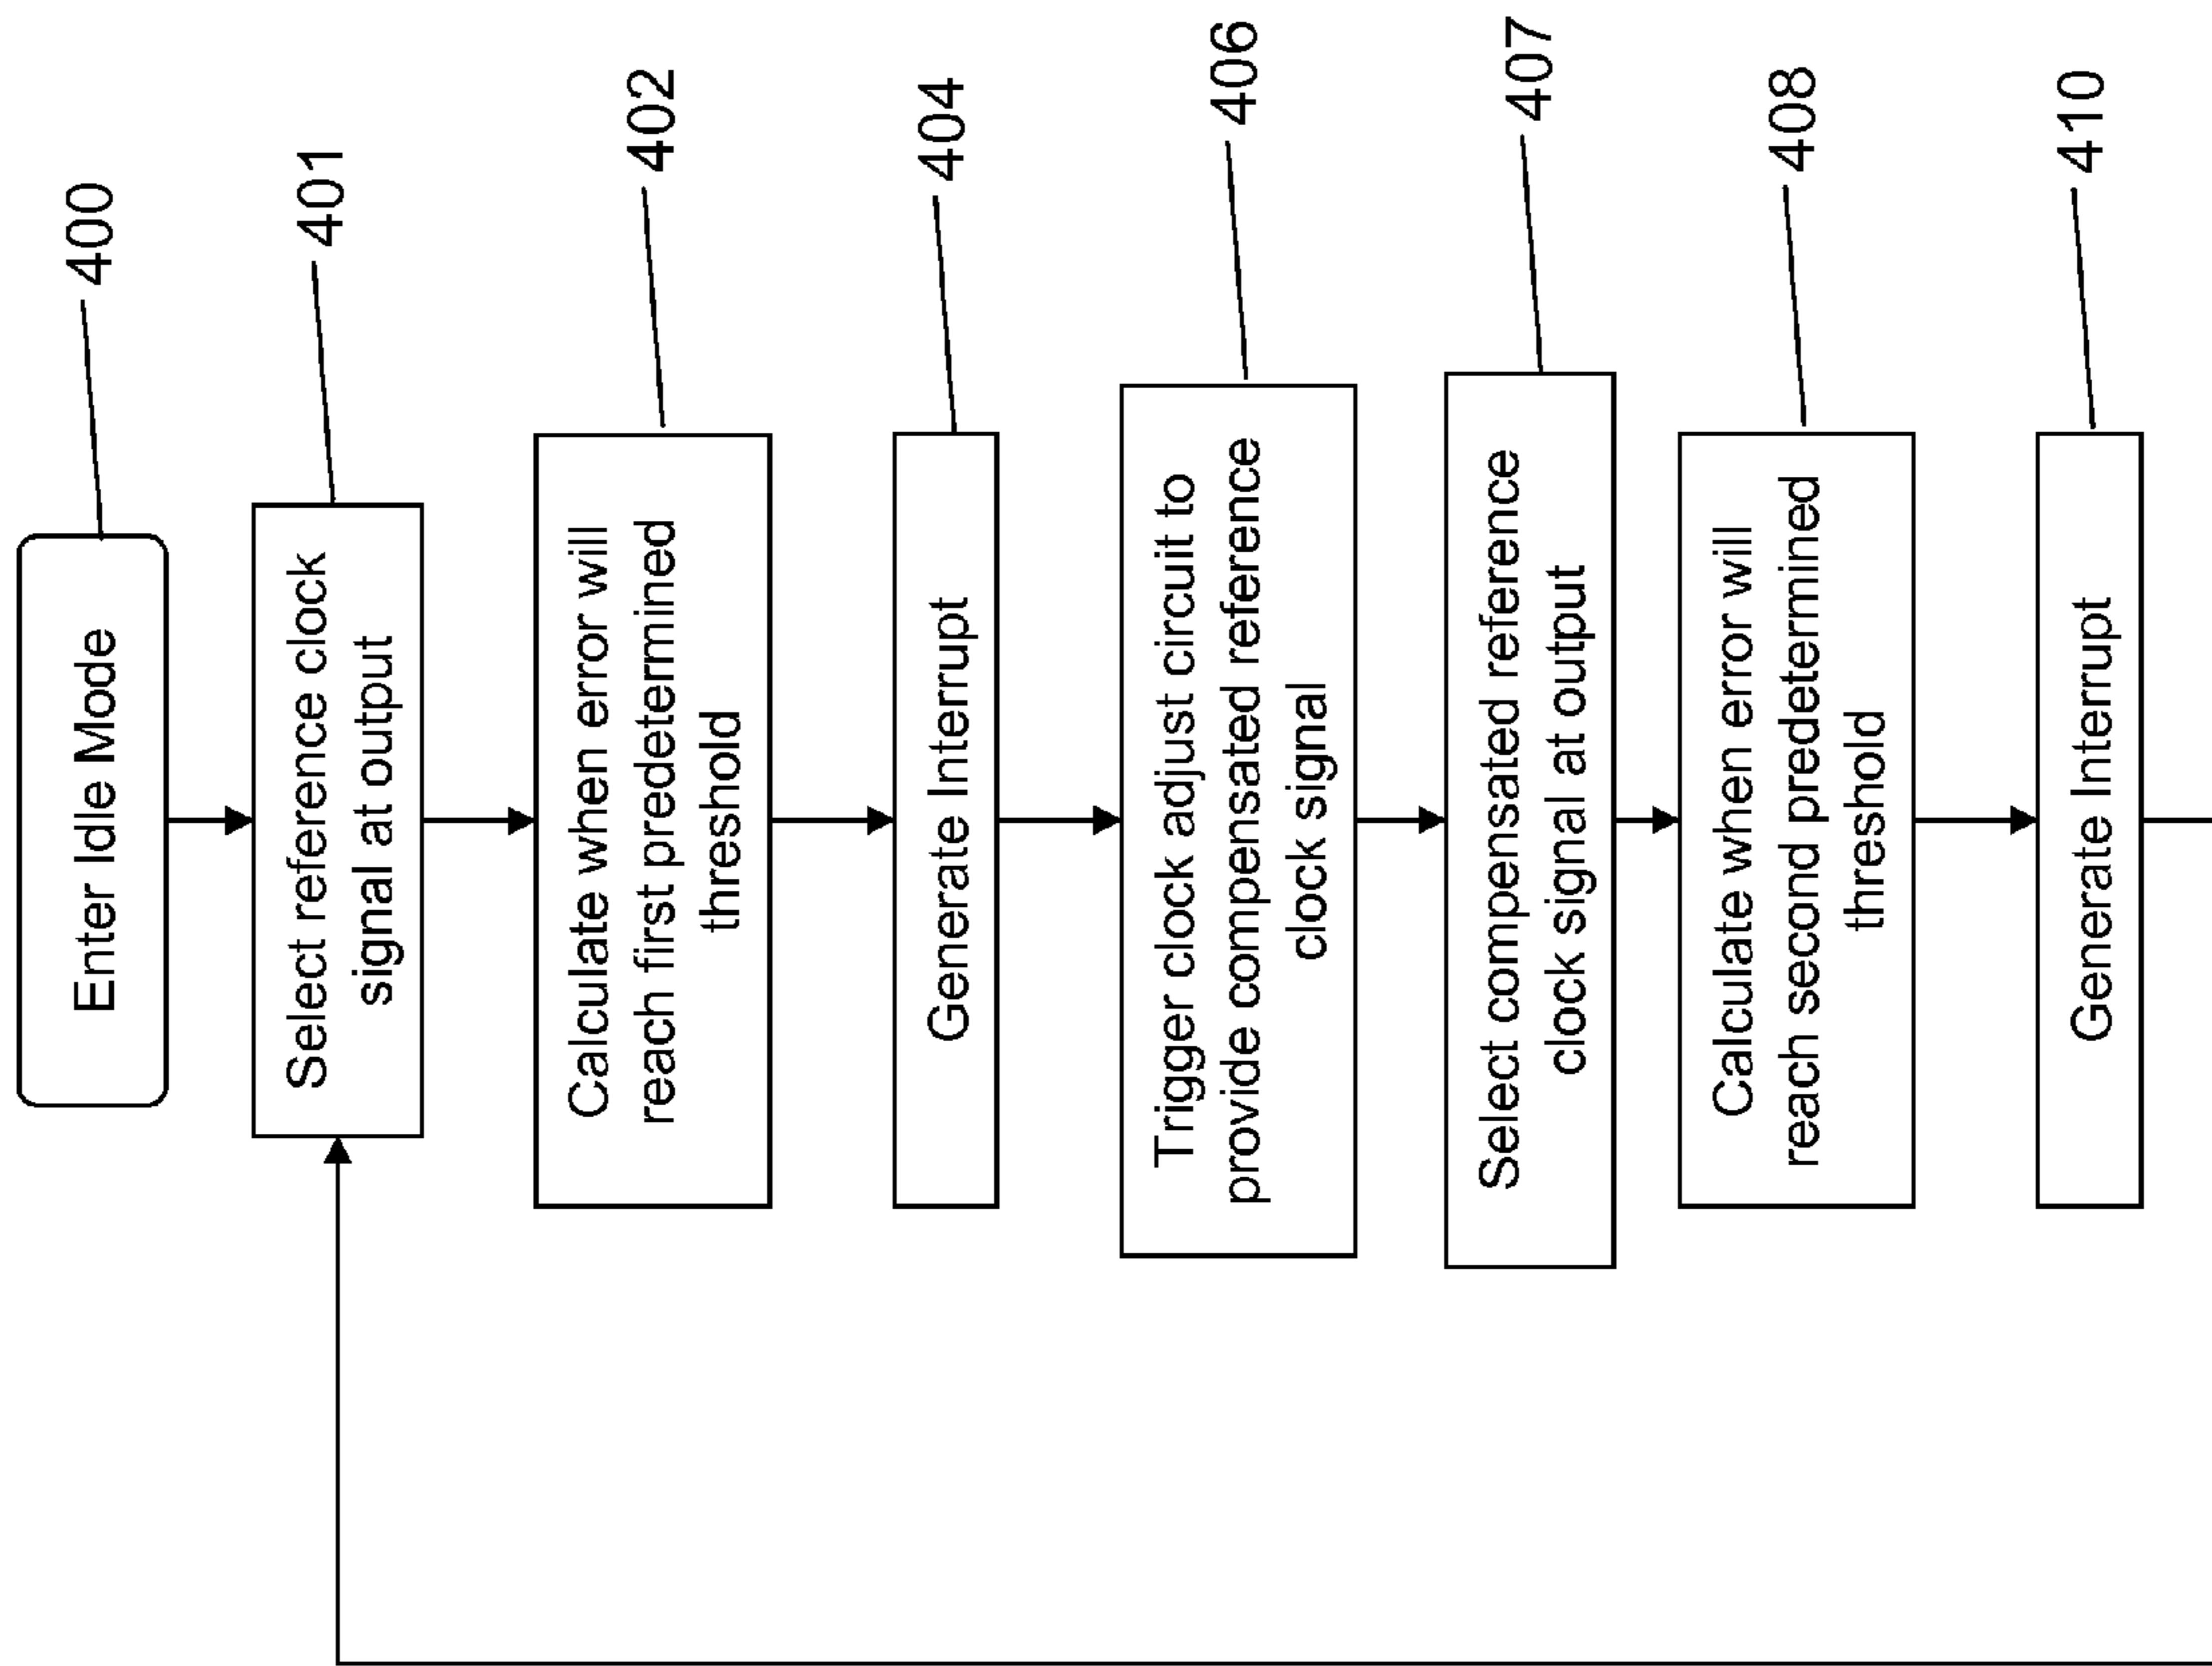 Enter Idle Mode
400
Select reference clock
signal at output
401
Calculate when error will
reach first predetermined
threshold
402
Generate Interrupt
404
Trigger clock adjust circuit to
provide compensated reference
clock signal
406
Select compensated reference
clock signal at output
407
Calculate when error will
reach second predetermined
threshold
408
Generate Interrupt
410